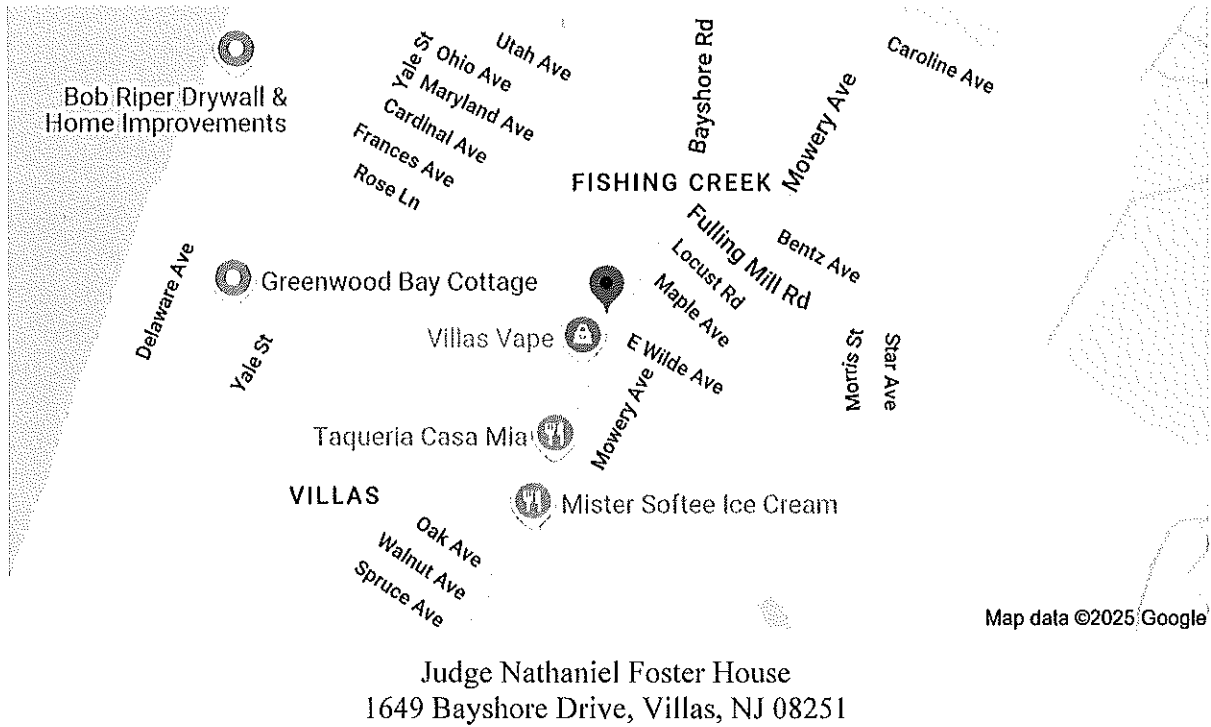 Utah Ave
Ohio Ave
Yale St
Maryland Ave
Cardinal Ave
Frances Ave
Rose Ln
Bayshore Rd
Caroline Ave
Mowery Ave
Bob Riper Drywall &
Home Improvements
FISHING CREEK
Fulling Mill Rd
Bentz Ave
Locust Rd
Maple Ave
Delaware Ave
Greenwood Bay Cottage
Villas Vape
E Wilde Ave
Morris St
Star Ave
Yale St
Mowery Ave
Taqueria Casa Mia
VILLAS
Mister Softee Ice Cream
Oak Ave
Walnut Ave
Spruce Ave
Map data ©2025 Google
Judge Nathaniel Foster House
1649 Bayshore Drive, Villas, NJ 08251